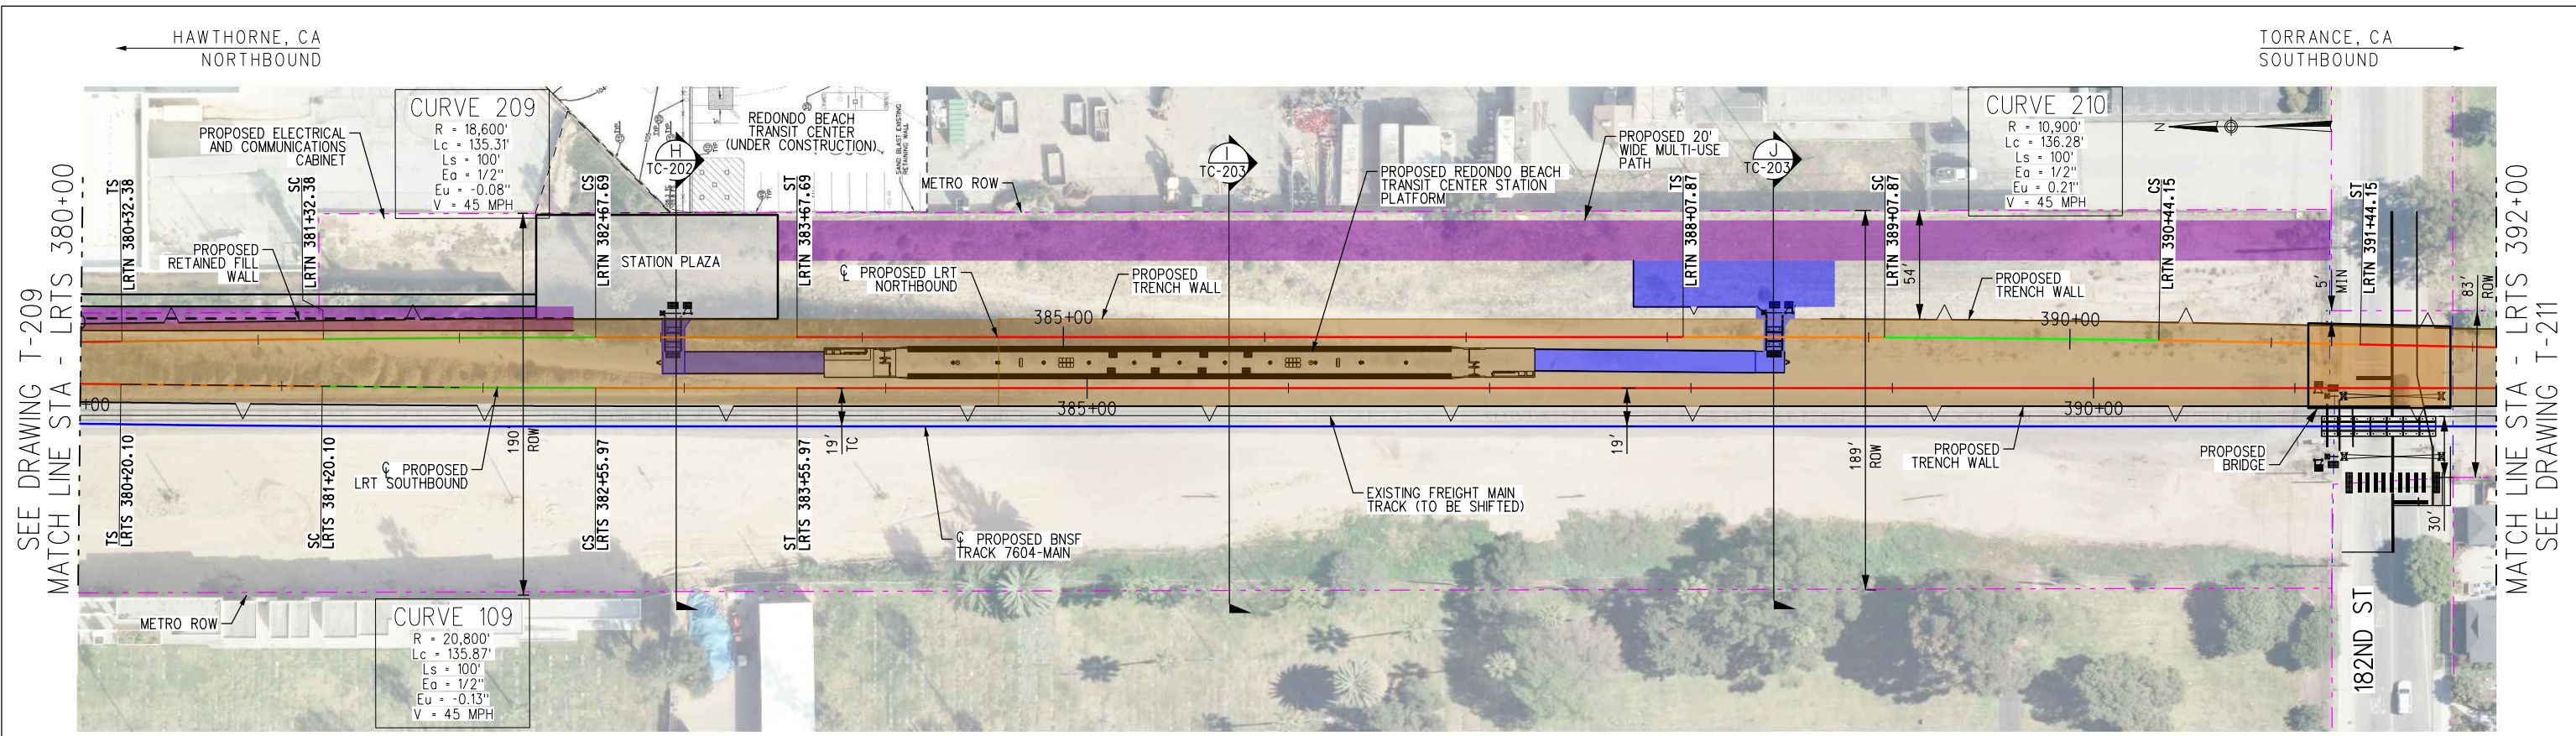 HAWTHORNE, CA
NORTHBOUND
TORRANCE, CA
SOUTHBOUND
SEE DRAWING T-209
MATCH LINE STA - LRTS 380+00
PROPOSED ELECTRICAL
AND COMMUNICATIONS
CABINET
CURVE 209
R = 18,600'
Lc = 135.31'
Ls = 100'
Ea = 1/2"
Eu = -0.08"
V = 45 MPH
REDONDO BEACH
TRANSIT CENTER
(UNDER CONSTRUCTION)
SAND BLAST EXISTING
RETAINING WALL
H
TC-202
I
TC-203
J
TC-203
METRO ROW
PROPOSED REDONDO BEACH
TRANSIT CENTER STATION
PLATFORM
PROPOSED 20'
WIDE MULTI-USE
PATH
CURVE 210
R = 10,900'
Lc = 136.28'
Ls = 100'
Ea = 1/2"
Eu = 0.21"
V = 45 MPH
N
TS
LRTN 380+32.38
SC
LRTN 381+32.38
CS
LRTN 382+67.69
ST
LRTN 383+67.69
TS
LRTN 388+07.87
SC
LRTN 389+07.87
CS
LRTN 390+44.15
ST
LRTN 391+44.15
PROPOSED
RETAINED FILL
WALL
STATION PLAZA
℄ PROPOSED LRT
NORTHBOUND
PROPOSED
TRENCH WALL
54'
PROPOSED
TRENCH WALL
5'
MIN
83'
ROW
385+00
390+00
+00
385+00
390+00
TS
LRTS 380+20.10
SC
LRTS 381+20.10
CS
LRTS 382+55.97
ST
LRTS 383+55.97
℄ PROPOSED
LRT SOUTHBOUND
190'
ROW
19'
TC
19'
189'
ROW
PROPOSED
TRENCH WALL
PROPOSED
BRIDGE
30'
EXISTING FREIGHT MAIN
TRACK (TO BE SHIFTED)
℄ PROPOSED BNSF
TRACK 7604-MAIN
METRO ROW
CURVE 109
R = 20,800'
Lc = 135.87'
Ls = 100'
Ea = 1/2"
Eu = -0.13"
V = 45 MPH
182ND ST
MATCH LINE STA - LRTS 392+00
SEE DRAWING T-211